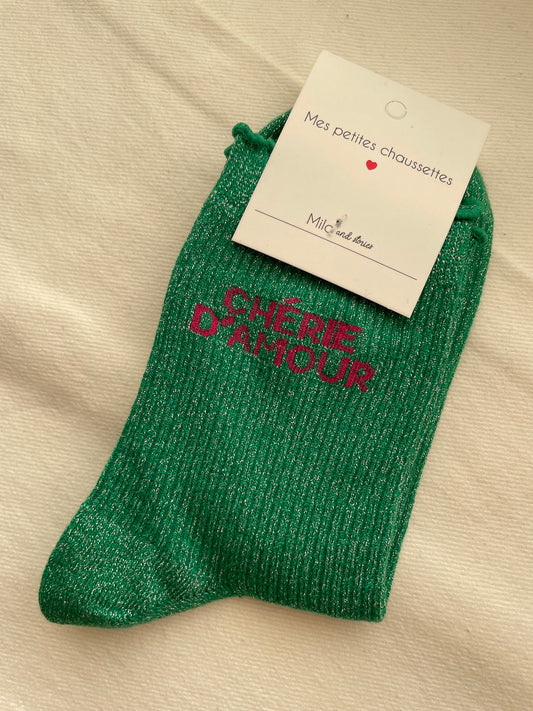 Mes petites chaussettes
Milo and stories
CHÉRIE
D'AMOUR